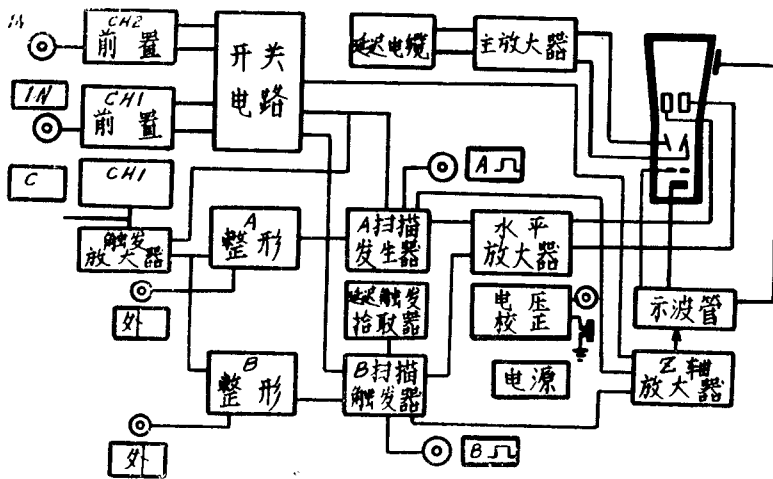 CH2
前置
开关
电路
延迟电缆
主放大器
IN
CH1
前置
C
CH1
A
A
整形
A扫描
发生器
水平
放大器
触发
放大器
外
延迟触发
拾取器
电压
校正
示波管
B
整形
B扫描
触发器
电源
Z轴
放大器
外
B